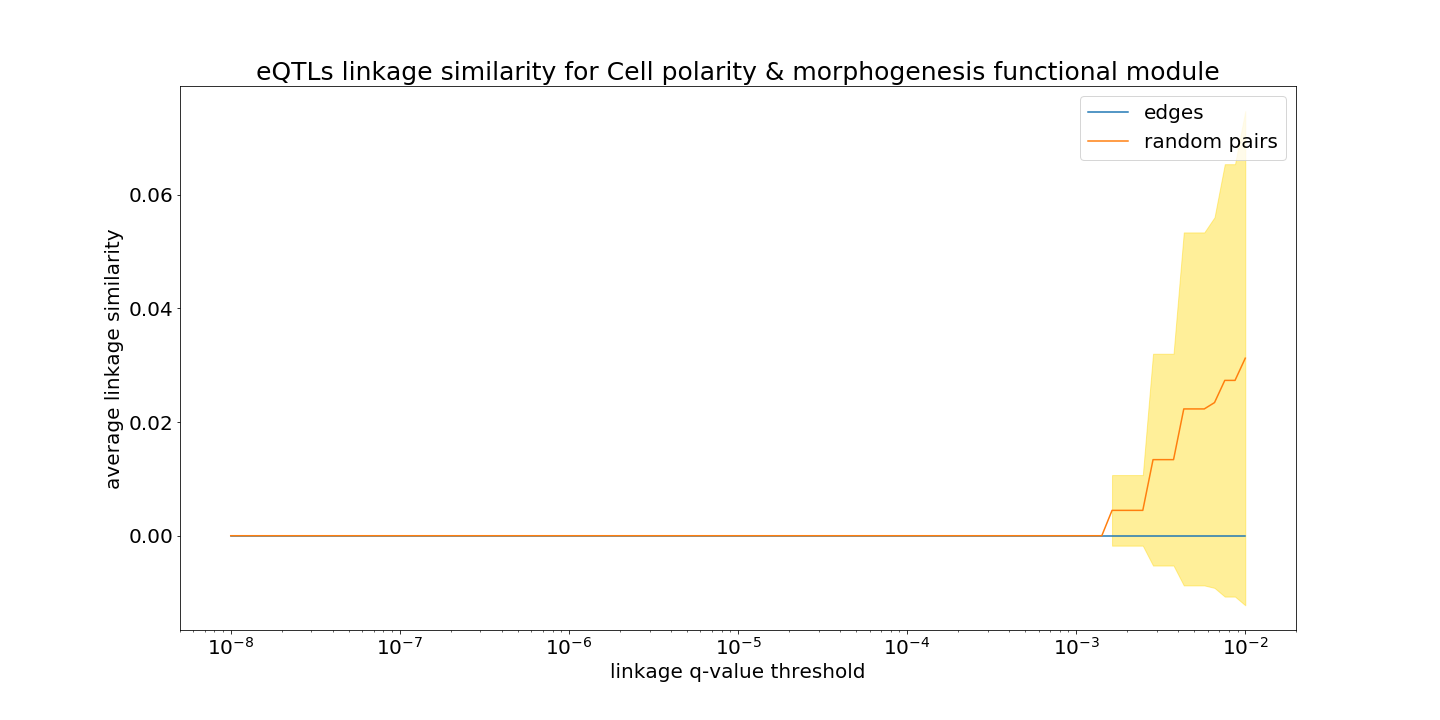 eQTLs linkage similarity for Cell polarity & morphogenesis functional module
edges
random pairs
average linkage similarity
0.06
0.04
0.02
0.00
10⁻⁸ 10⁻⁷ 10⁻⁶ 10⁻⁵ 10⁻⁴ 10⁻³ 10⁻²
linkage q-value threshold